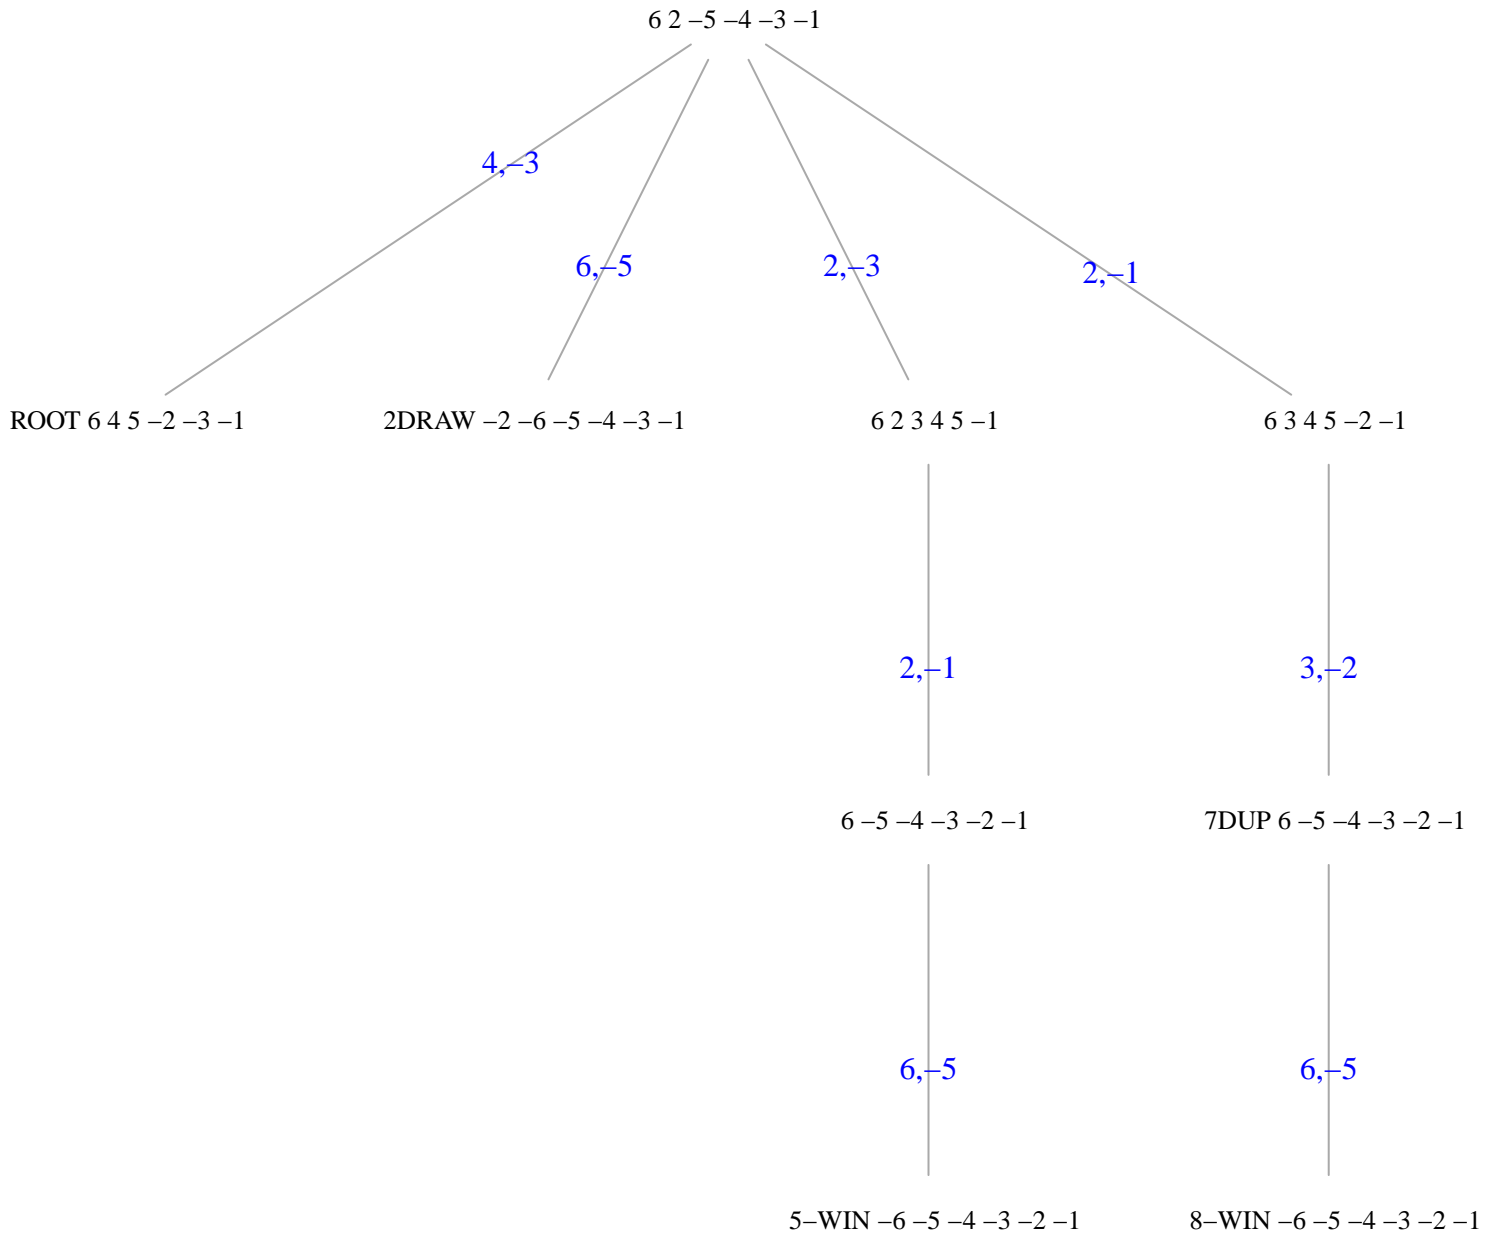 6 2 –5 –4 –3 –1
4,–3
6,–5
2,–3
2,–1
ROOT 6 4 5 –2 –3 –1
2DRAW –2 –6 –5 –4 –3 –1
6 2 3 4 5 –1
6 3 4 5 –2 –1
2,–1
3,–2
6 –5 –4 –3 –2 –1
7DUP 6 –5 –4 –3 –2 –1
6,–5
6,–5
5–WIN –6 –5 –4 –3 –2 –1
8–WIN –6 –5 –4 –3 –2 –1